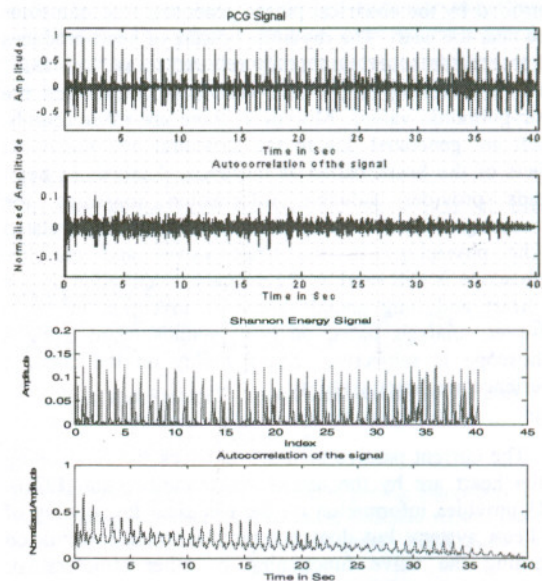 PCG Signal
Amplitude
1
0.5
0
-0.5
5 10 15 20 25 30 35 40
Time in Sec
Autocorrelation of the signal
Normalized Amplitude
0.1
0
-0.1
0 5 10 15 20 25 30 35 40
Time in Sec
Shannon Energy Signal
Amplitude
0.2
0.15
0.1
0.05
0
0 5 10 15 20 25 30 35 40 45
Index
Autocorrelation of the signal
Normalized Amplitude
1
0.5
0
0 5 10 15 20 25 30 35 40 45
Time in Sec